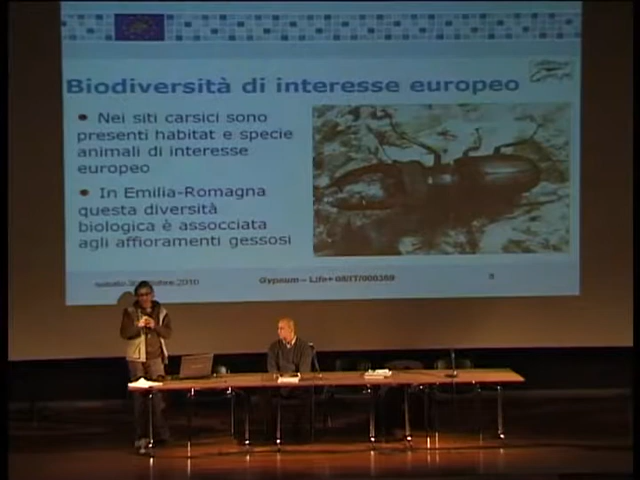 Biodiversità di interesse europeo
• Nei siti carsici sono
presenti habitat e specie
animali di interesse
europeo
• In Emilia-Romagna
questa diversità
biologica è associata
agli affioramenti gessosi
2010
Gypsum – Life+ 08/IT/000369